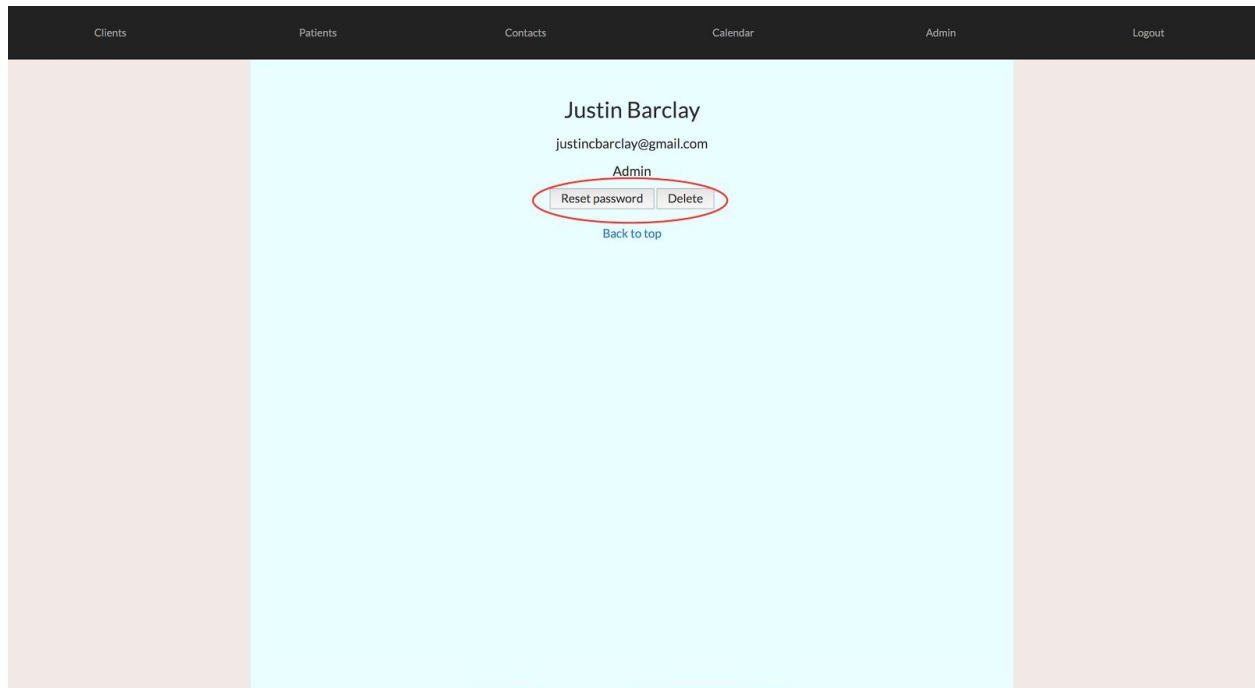 Clients Patients Contacts Calendar Admin Logout
Justin Barclay
justincbarclay@gmail.com
Admin
Reset password Delete
Back to top